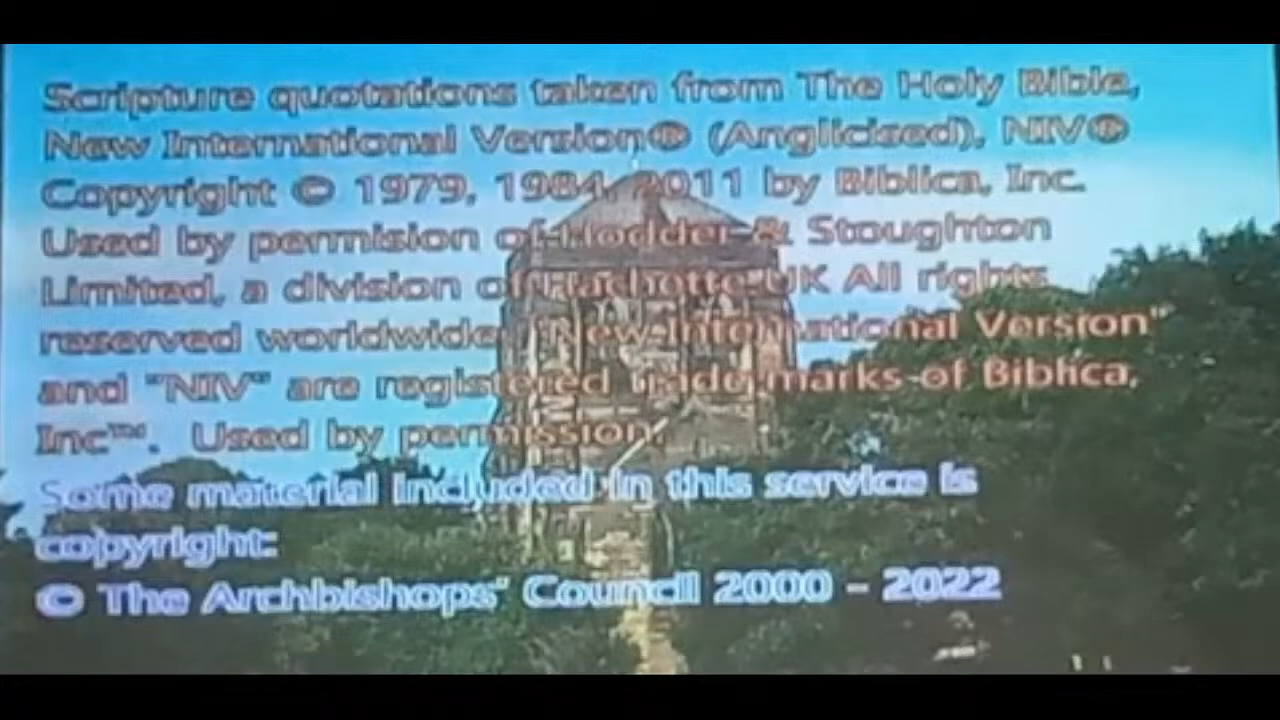 Scripture quotations taken from The Holy Bible,
New International Version® (Anglicised), NIV®
Copyright © 1979, 1984, 2011 by Biblica, Inc.
Used by permision of Hodder & Stoughton
Limited, a division of Hachette UK All rights
reserved worldwide "New International Version"
and "NIV" are registered trademarks of Biblica,
Inc™. Used by permission.
Some material included in this service is
copyright:
© The Archbishops' Council 2000 - 2022